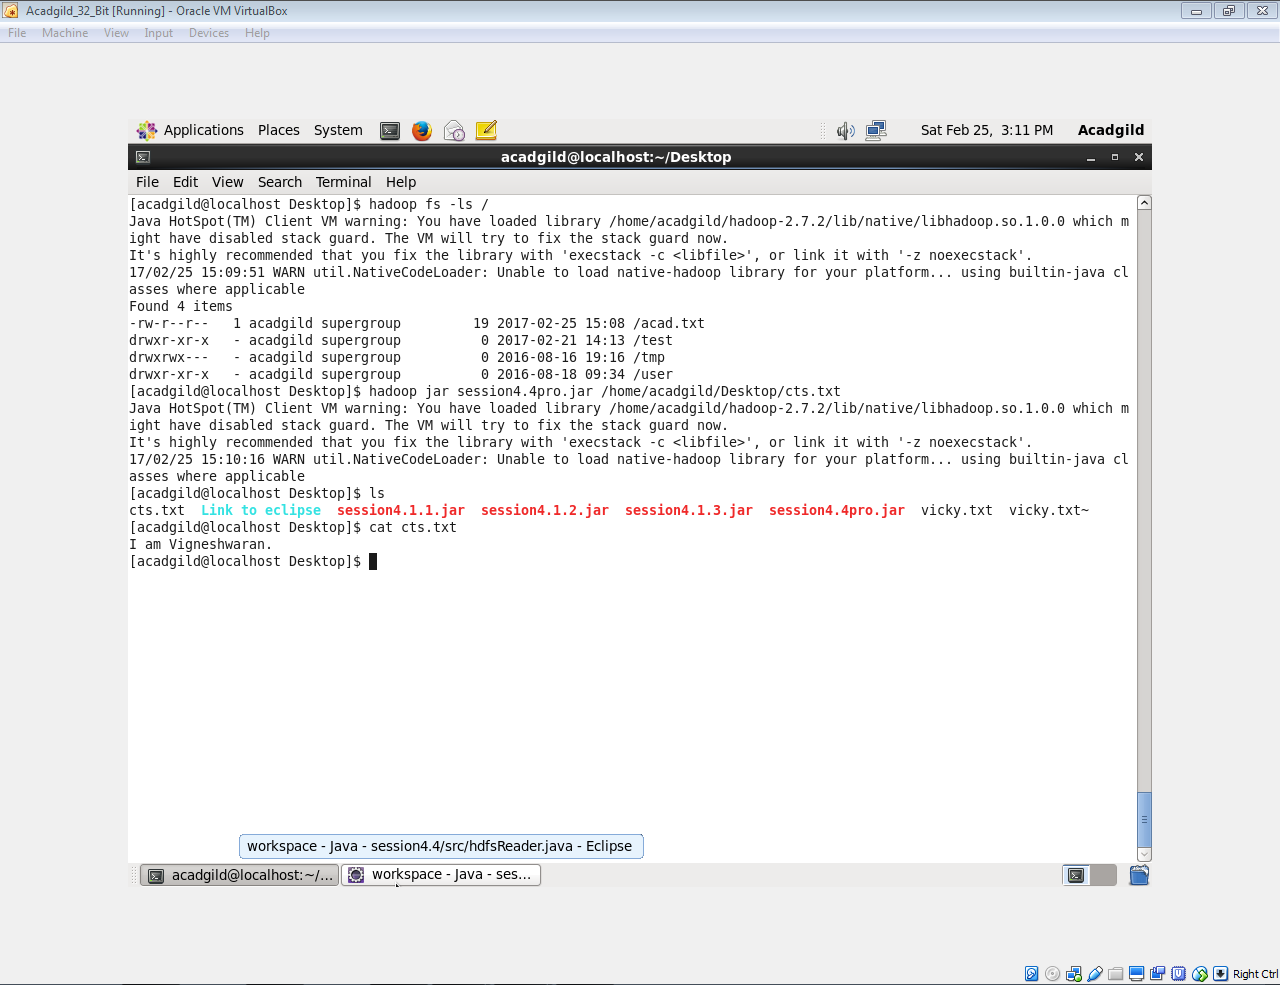 Acadgild_32_Bit [Running] - Oracle VM VirtualBox
File Machine View Input Devices Help
Applications Places System Sat Feb 25, 3:11 PM Acadgild
acadgild@localhost:~/Desktop
File Edit View Search Terminal Help
[acadgild@localhost Desktop]$ hadoop fs -ls /
Java HotSpot(TM) Client VM warning: You have loaded library /home/acadgild/hadoop-2.7.2/lib/native/libhadoop.so.1.0.0 which m
ight have disabled stack guard. The VM will try to fix the stack guard now.
It's highly recommended that you fix the library with 'execstack -c <libfile>', or link it with '-z noexecstack'.
17/02/25 15:09:51 WARN util.NativeCodeLoader: Unable to load native-hadoop library for your platform... using builtin-java cl
asses where applicable
Found 4 items
-rw-r--r--   1 acadgild supergroup         19 2017-02-25 15:08 /acad.txt
drwxr-xr-x   - acadgild supergroup          0 2017-02-21 14:13 /test
drwxrwx---   - acadgild supergroup          0 2016-08-16 19:16 /tmp
drwxr-xr-x   - acadgild supergroup          0 2016-08-18 09:34 /user
[acadgild@localhost Desktop]$ hadoop jar session4.4pro.jar /home/acadgild/Desktop/cts.txt
Java HotSpot(TM) Client VM warning: You have loaded library /home/acadgild/hadoop-2.7.2/lib/native/libhadoop.so.1.0.0 which m
ight have disabled stack guard. The VM will try to fix the stack guard now.
It's highly recommended that you fix the library with 'execstack -c <libfile>', or link it with '-z noexecstack'.
17/02/25 15:10:16 WARN util.NativeCodeLoader: Unable to load native-hadoop library for your platform... using builtin-java cl
asses where applicable
[acadgild@localhost Desktop]$ ls
cts.txt  Link to eclipse  session4.1.1.jar  session4.1.2.jar  session4.1.3.jar  session4.4pro.jar  vicky.txt  vicky.txt~
[acadgild@localhost Desktop]$ cat cts.txt
I am Vigneshwaran.
[acadgild@localhost Desktop]$
workspace - Java - session4.4/src/hdfsReader.java - Eclipse
acadgild@localhost:~/... workspace - Java - ses...
Right Ctrl